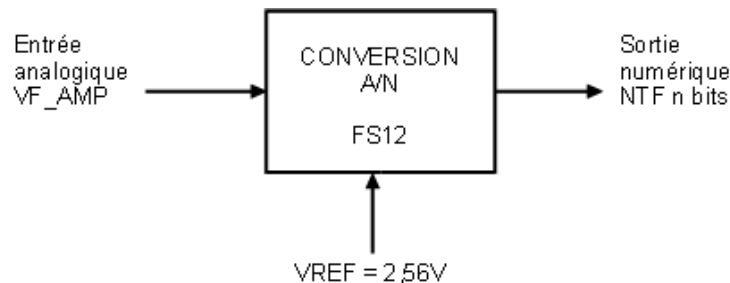 Entrée
analogique
VF_AMP
CONVERSION
A/N
FS12
Sortie
numérique
NTF n bits
VREF = 2,56V